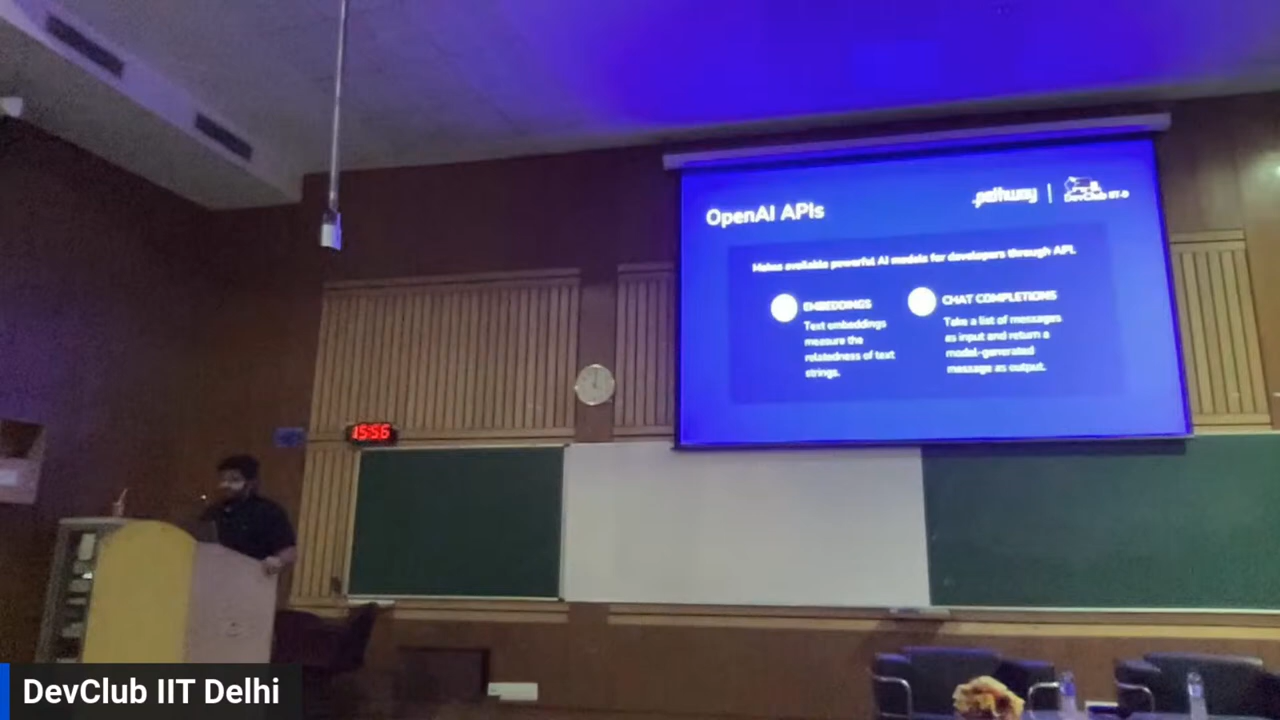 OpenAI APIs
.pathway | DevClub IIT-D
Makes available powerful AI models for developers through API.
EMBEDDINGS
Text embeddings
measure the
relatedness of text
strings.
CHAT COMPLETIONS
Take a list of messages
as input and return a
model-generated
message as output.
15:56
DevClub IIT Delhi